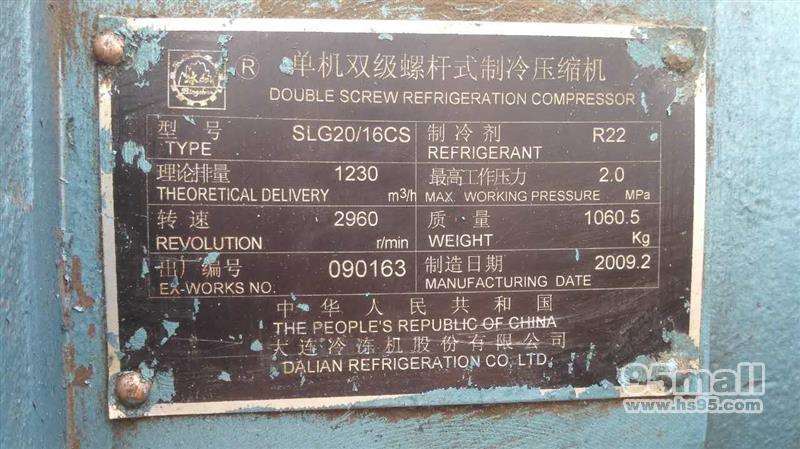 ® 单机双级螺杆式制冷压缩机
DOUBLE SCREW REFRIGERATION COMPRESSOR
型号 SLG20/16CS 制冷剂 R22
TYPE REFRIGERANT
理论排量 1230 最高工作压力 2.0
THEORETICAL DELIVERY m³/h MAX. WORKING PRESSURE MPa
转速 2960 质量 1060.5
REVOLUTION r/min WEIGHT Kg
出厂编号 090163 制造日期 2009.2
EX-WORKS NO. MANUFACTURING DATE
中华人民共和国
THE PEOPLE'S REPUBLIC OF CHINA
大连冷冻机股份有限公司
DALIAN REFRIGERATION CO.,LTD.
95mall
www.hs95.com